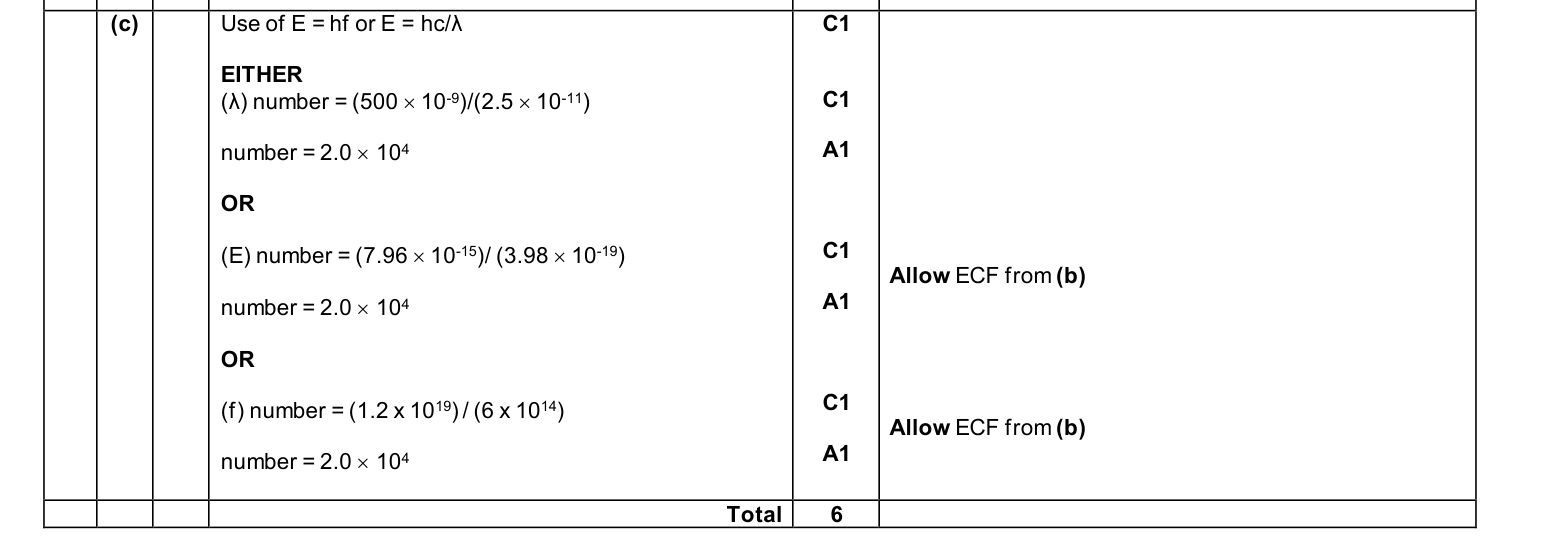 (c) Use of E = hf or E = hc/λ C1
EITHER
(λ) number = (500 × 10⁻⁹)/(2.5 × 10⁻¹¹) C1
number = 2.0 × 10⁴ A1
OR
(E) number = (7.96 × 10⁻¹⁵)/ (3.98 × 10⁻¹⁹) C1
Allow ECF from (b)
number = 2.0 × 10⁴ A1
OR
(f) number = (1.2 x 10¹⁹) / (6 x 10¹⁴) C1
Allow ECF from (b)
number = 2.0 × 10⁴ A1
Total 6